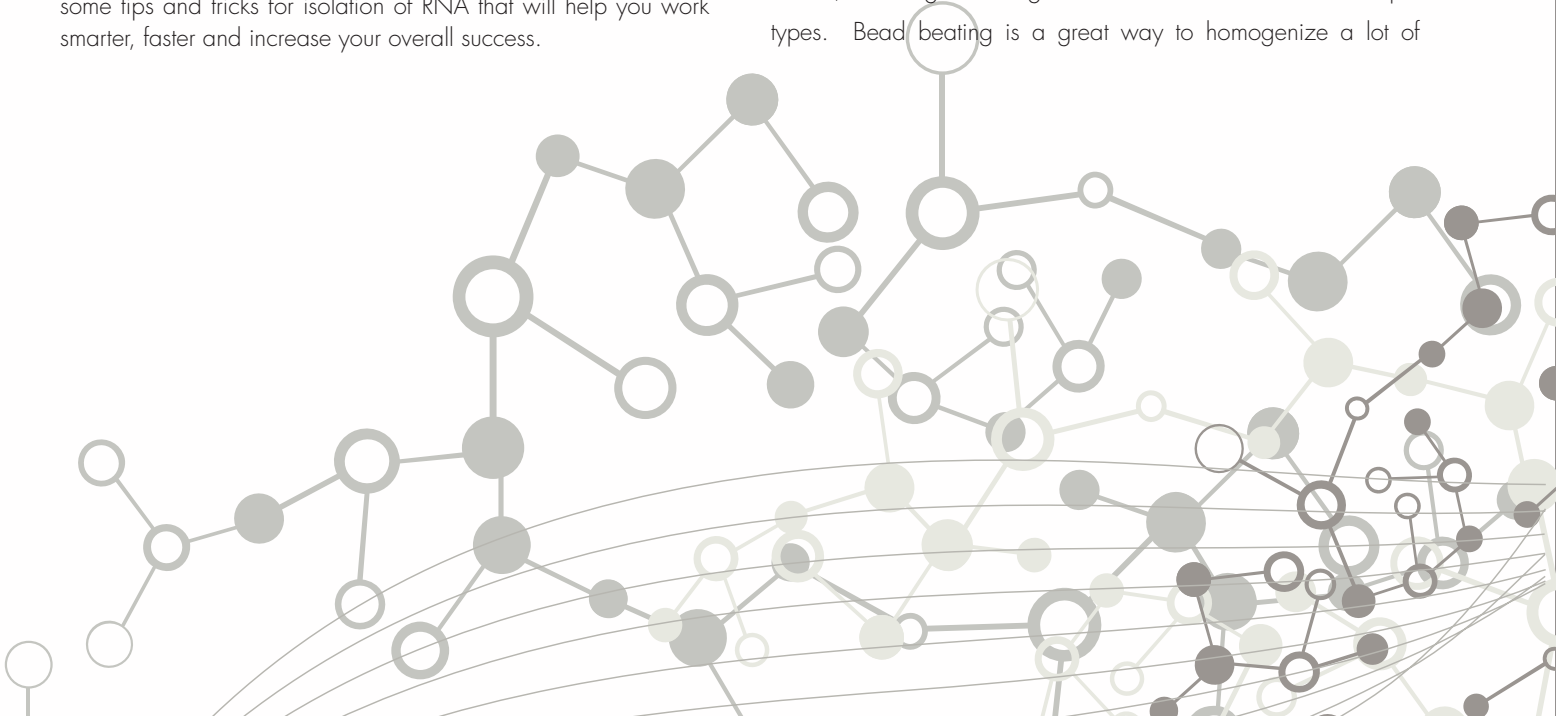 some tips and tricks for isolation of RNA that will help you work
smarter, faster and increase your overall success.
types. Bead beating is a great way to homogenize a lot of